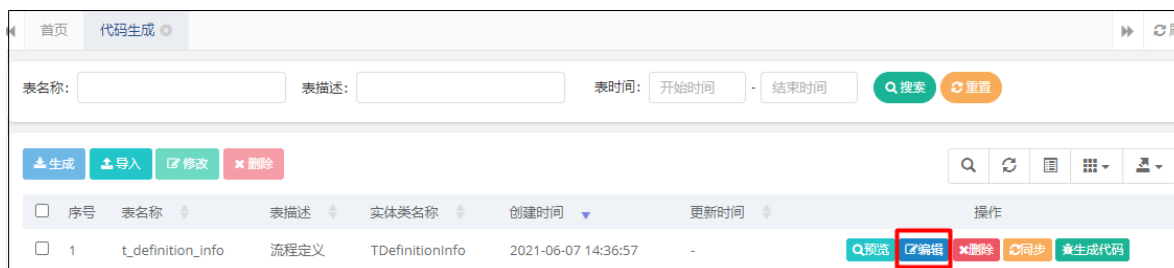 首页 代码生成
表名称： 表描述： 表时间： 开始时间 - 结束时间 搜索 重置
生成 导入 修改 删除
序号 表名称 表描述 实体类名称 创建时间 更新时间 操作
1 t_definition_info 流程定义 TDefinitionInfo 2021-06-07 14:36:57 - 预览 编辑 删除 同步 生成代码